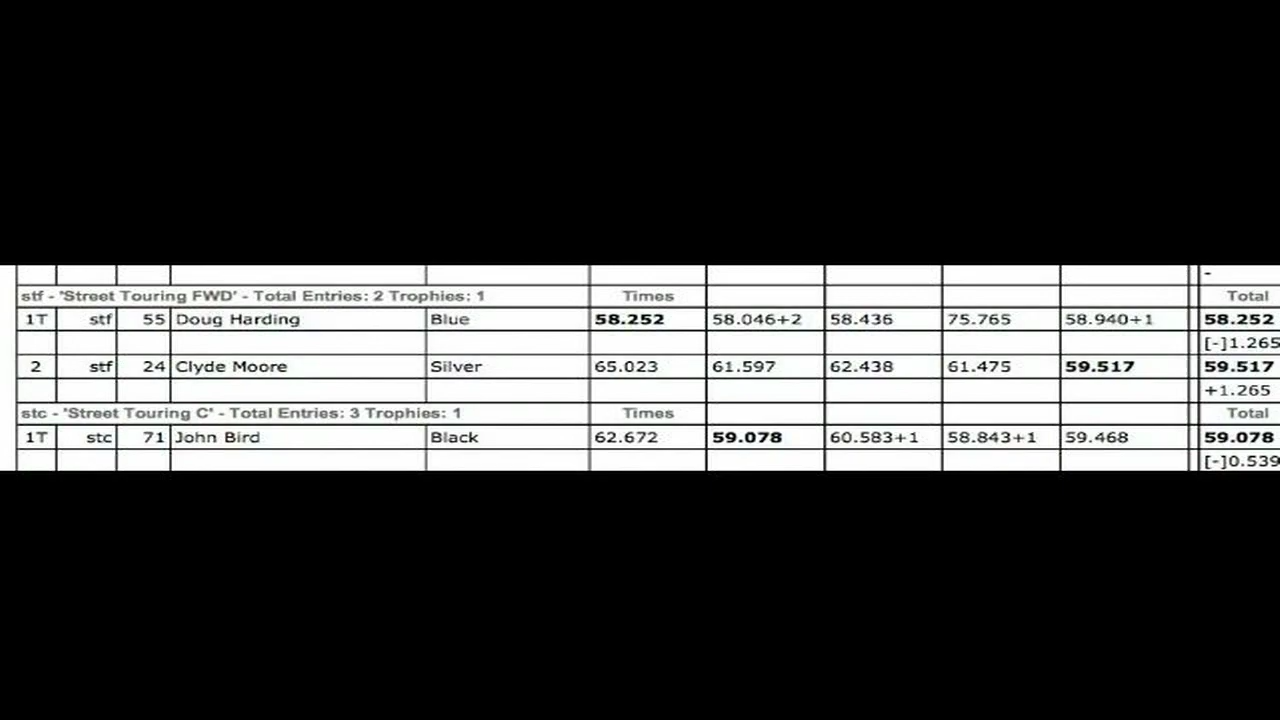 -
stf - 'Street Touring FWD' - Total Entries: 2 Trophies: 1 Times Total
1T stf 55 Doug Harding Blue 58.252 58.046+2 58.436 75.765 58.940+1 58.252
[-]1.265
2 stf 24 Clyde Moore Silver 65.023 61.597 62.438 61.475 59.517 59.517
+1.265
stc - 'Street Touring C' - Total Entries: 3 Trophies: 1 Times Total
1T stc 71 John Bird Black 62.672 59.078 60.583+1 58.843+1 59.468 59.078
[-]0.539